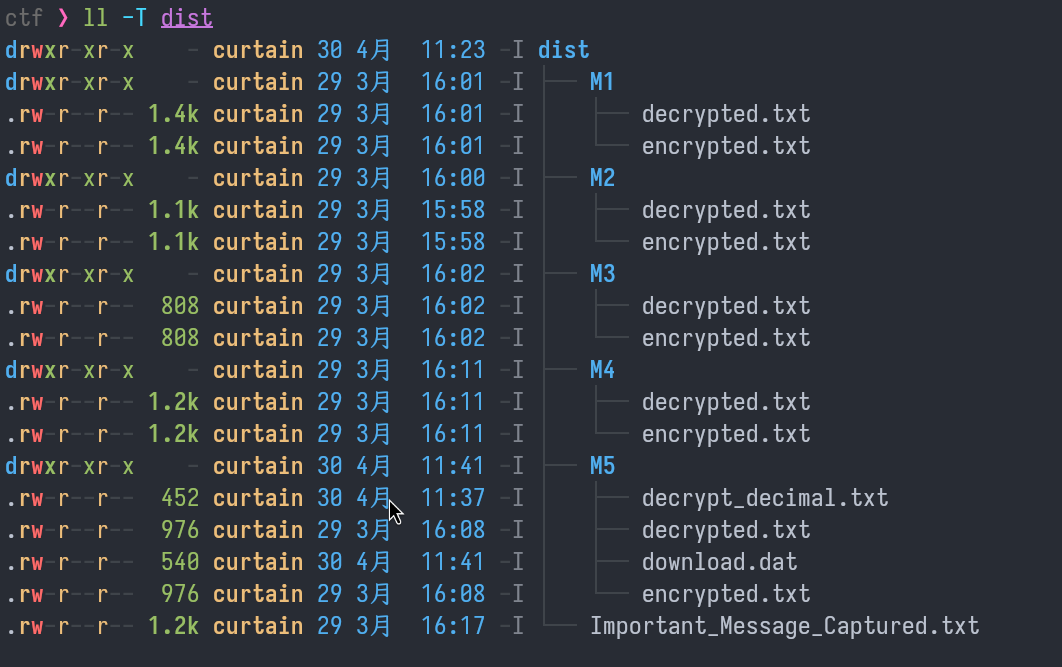 ctf ❯ ll -T dist
drwxr-xr-x    - curtain 30 4月  11:23 -I dist
drwxr-xr-x    - curtain 29 3月  16:01 -I ├── M1
.rw-r--r-- 1.4k curtain 29 3月  16:01 -I │   ├── decrypted.txt
.rw-r--r-- 1.4k curtain 29 3月  16:01 -I │   └── encrypted.txt
drwxr-xr-x    - curtain 29 3月  16:00 -I ├── M2
.rw-r--r-- 1.1k curtain 29 3月  15:58 -I │   ├── decrypted.txt
.rw-r--r-- 1.1k curtain 29 3月  15:58 -I │   └── encrypted.txt
drwxr-xr-x    - curtain 29 3月  16:02 -I ├── M3
.rw-r--r--  808 curtain 29 3月  16:02 -I │   ├── decrypted.txt
.rw-r--r--  808 curtain 29 3月  16:02 -I │   └── encrypted.txt
drwxr-xr-x    - curtain 29 3月  16:11 -I ├── M4
.rw-r--r-- 1.2k curtain 29 3月  16:11 -I │   ├── decrypted.txt
.rw-r--r-- 1.2k curtain 29 3月  16:11 -I │   └── encrypted.txt
drwxr-xr-x    - curtain 30 4月  11:41 -I ├── M5
.rw-r--r--  452 curtain 30 4月  11:37 -I │   ├── decrypt_decimal.txt
.rw-r--r--  976 curtain 29 3月  16:08 -I │   ├── decrypted.txt
.rw-r--r--  540 curtain 30 4月  11:41 -I │   ├── download.dat
.rw-r--r--  976 curtain 29 3月  16:08 -I │   └── encrypted.txt
.rw-r--r-- 1.2k curtain 29 3月  16:17 -I └── Important_Message_Captured.txt